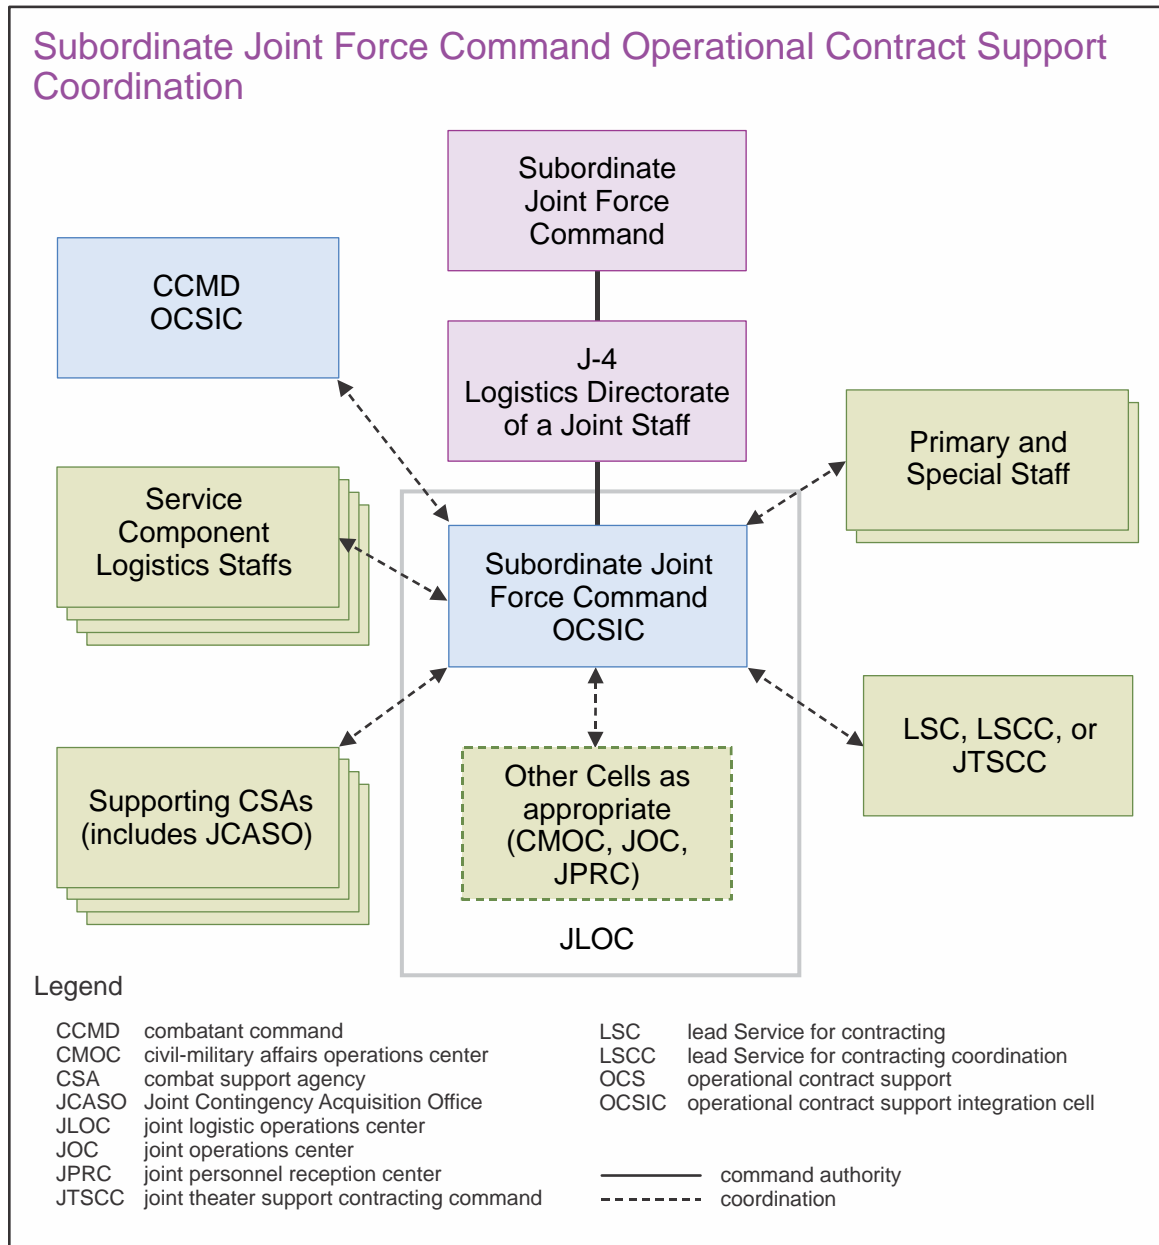 Subordinate Joint Force Command Operational Contract Support
Coordination
Subordinate
Joint Force
Command
CCMD
OCSIC
J-4
Logistics Directorate
of a Joint Staff
Primary and
Special Staff
Service
Component
Logistics Staffs
Subordinate Joint
Force Command
OCSIC
LSC, LSCC, or
JTSCC
Supporting CSAs
(includes JCASO)
Other Cells as
appropriate
(CMOC, JOC,
JPRC)
JLOC
Legend
CCMD combatant command
CMOC civil-military affairs operations center
CSA combat support agency
JCASO Joint Contingency Acquisition Office
JLOC joint logistic operations center
JOC joint operations center
JPRC joint personnel reception center
JTSCC joint theater support contracting command
LSC lead Service for contracting
LSCC lead Service for contracting coordination
OCS operational contract support
OCSIC operational contract support integration cell
command authority
coordination